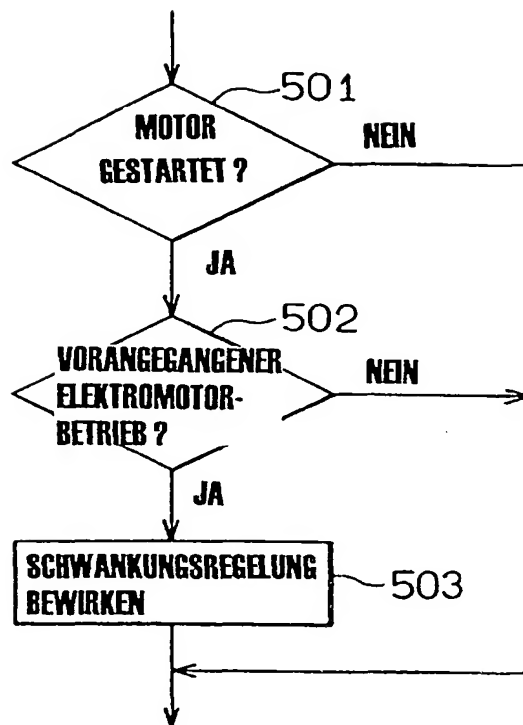 501
MOTOR
GESTARTET ?
NEIN
JA
502
VORANGEGANGENER
ELEKTROMOTOR-
BETRIEB ?
NEIN
JA
SCHWANKUNGSREGELUNG
BEWIRKEN
503